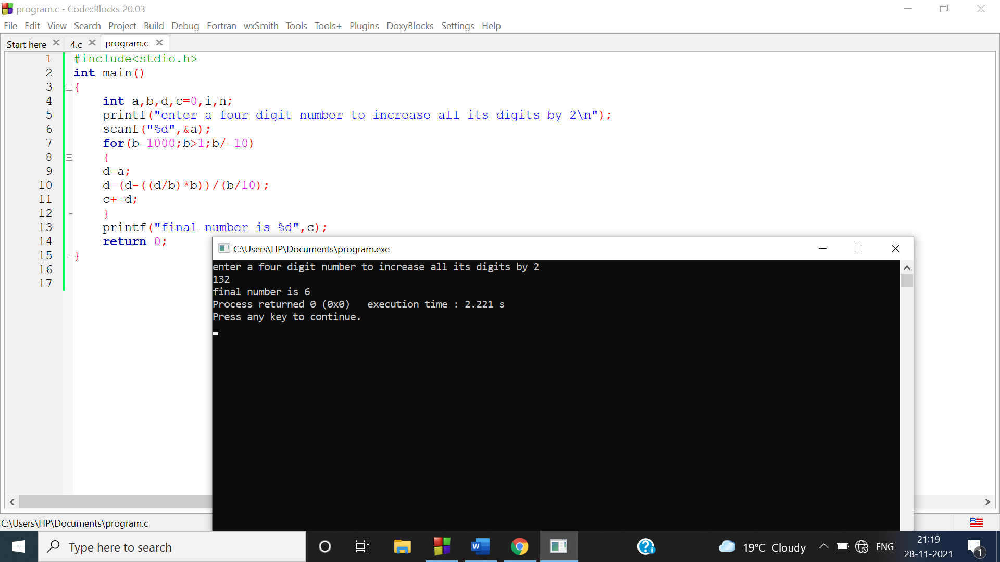 program.c - Code::Blocks 20.03
File Edit View Search Project Build Debug Fortran wxSmith Tools Tools+ Plugins DoxyBlocks Settings Help
Start here 4.c program.c
1 #include<stdio.h>
2 int main()
3 {
4 int a,b,d,c=0,i,n;
5 printf("enter a four digit number to increase all its digits by 2\n");
6 scanf("%d",&a);
7 for(b=1000;b>1;b/=10)
8 {
9 d=a;
10 d=(d-((d/b)*b))/(b/10);
11 c+=d;
12 }
13 printf("final number is %d",c);
14 return 0;
15 }
16
17
C:\Users\HP\Documents\program.exe
enter a four digit number to increase all its digits by 2
132
final number is 6
Process returned 0 (0x0)   execution time : 2.221 s
Press any key to continue.
C:\Users\HP\Documents\program.c
Type here to search
19°C Cloudy
ENG
21:19
28-11-2021
1